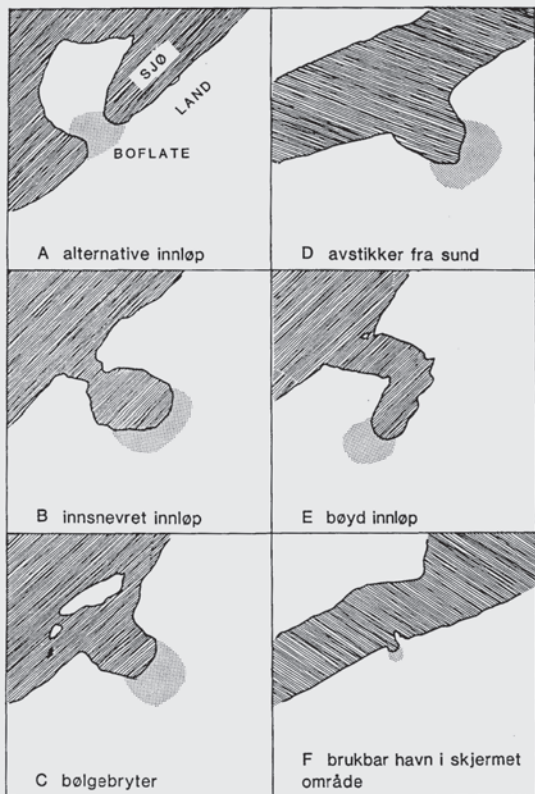 SJØ
LAND
BOFLATE
A alternative innløp
D avstikker fra sund
B innsnevret innløp
E bøyd innløp
C bølgebryter
F brukbar havn i skjermet
område